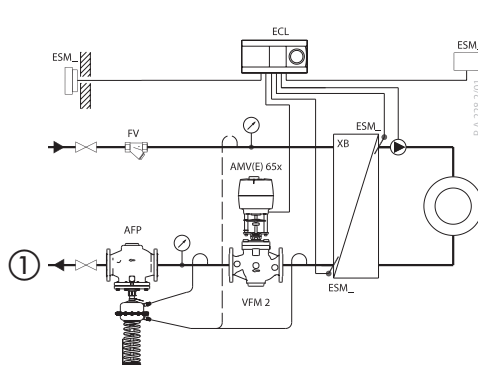 ECL
ESM_
ESM_
FV
ESM_
XB
AMV(E) 65x
AFP
1
VFM 2
ESM_